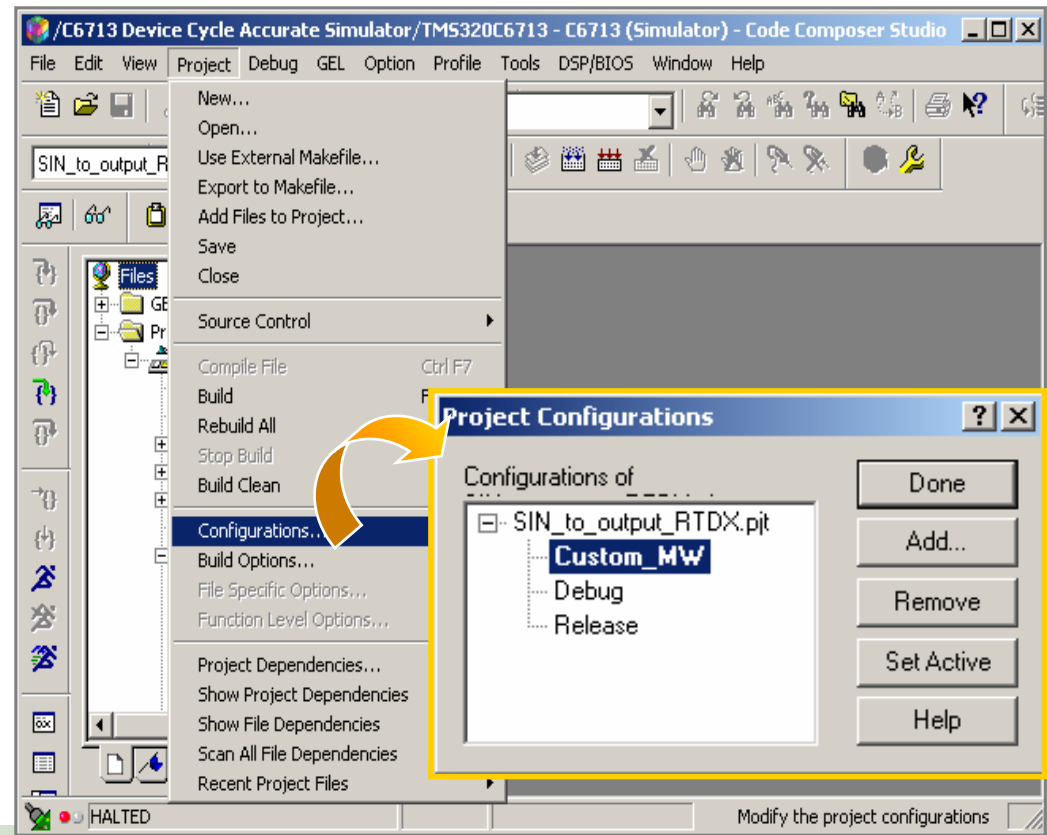 /C6713 Device Cycle Accurate Simulator/TMS320C6713 - C6713 (Simulator) - Code Composer Studio
File Edit View Project Debug GEL Option Profile Tools DSP/BIOS Window Help
New...
Open...
Use External Makefile...
Export to Makefile...
Add Files to Project...
Save
Close
Source Control
Compile File Ctrl F7
Build F
Rebuild All
Stop Build
Build Clean
Configurations...
Build Options...
File Specific Options...
Function Level Options...
Project Dependencies...
Show Project Dependencies
Show File Dependencies
Scan All File Dependencies
Recent Project Files
SIN_to_output_R
Files
GE
Pr
Project Configurations
Configurations of
SIN_to_output_RTDX.pjt
Custom_MW
Debug
Release
Done
Add...
Remove
Set Active
Help
HALTED
Modify the project configurations